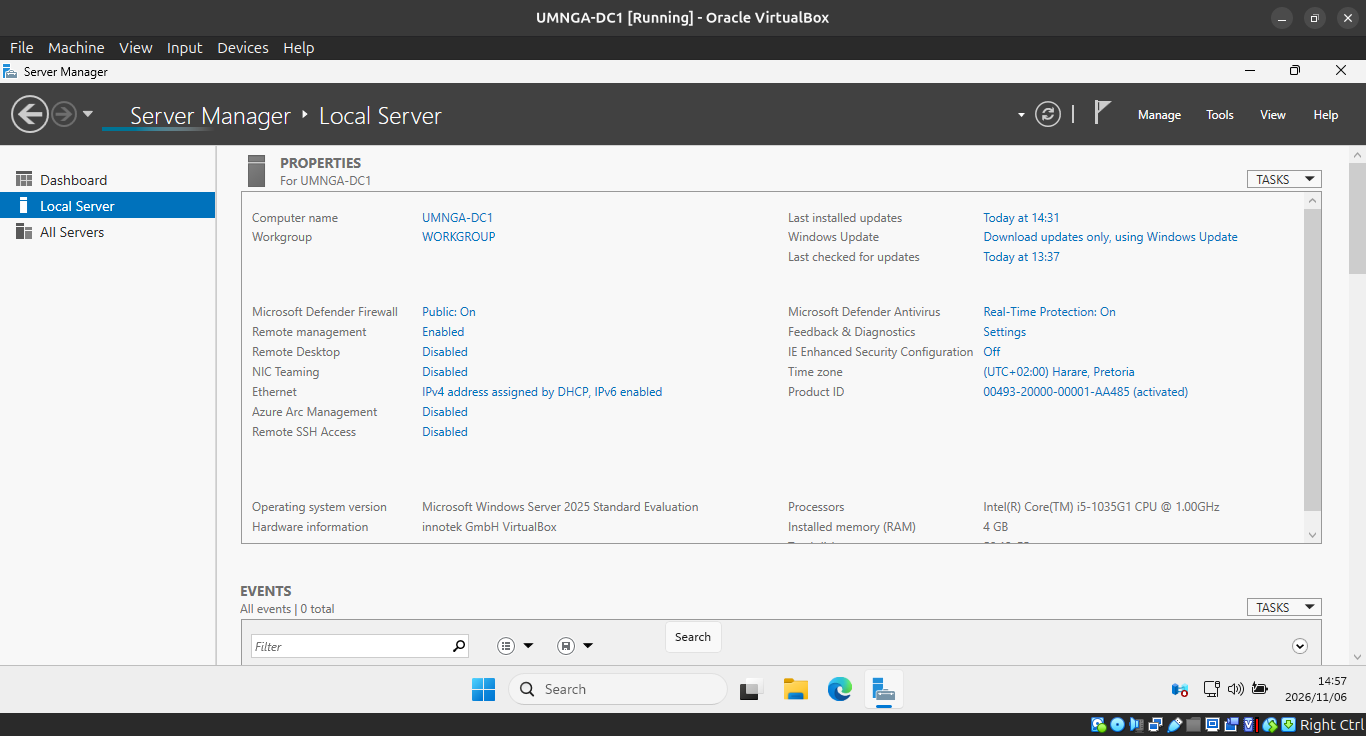 UMNGA-DC1 [Running] - Oracle VirtualBox
File Machine View Input Devices Help
Server Manager
Server Manager ‣ Local Server
Manage Tools View Help
Dashboard
Local Server
All Servers
PROPERTIES
For UMNGA-DC1
TASKS
Computer name UMNGA-DC1 Last installed updates Today at 14:31
Workgroup WORKGROUP Windows Update Download updates only, using Windows Update
Last checked for updates Today at 13:37
Microsoft Defender Firewall Public: On Microsoft Defender Antivirus Real-Time Protection: On
Remote management Enabled Feedback & Diagnostics Settings
Remote Desktop Disabled IE Enhanced Security Configuration Off
NIC Teaming Disabled Time zone (UTC+02:00) Harare, Pretoria
Ethernet IPv4 address assigned by DHCP, IPv6 enabled Product ID 00493-20000-00001-AA485 (activated)
Azure Arc Management Disabled
Remote SSH Access Disabled
Operating system version Microsoft Windows Server 2025 Standard Evaluation Processors Intel(R) Core(TM) i5-1035G1 CPU @ 1.00GHz
Hardware information innotek GmbH VirtualBox Installed memory (RAM) 4 GB
EVENTS
All events | 0 total
TASKS
Filter
Search
Search
14:57
2026/11/06
Right Ctrl